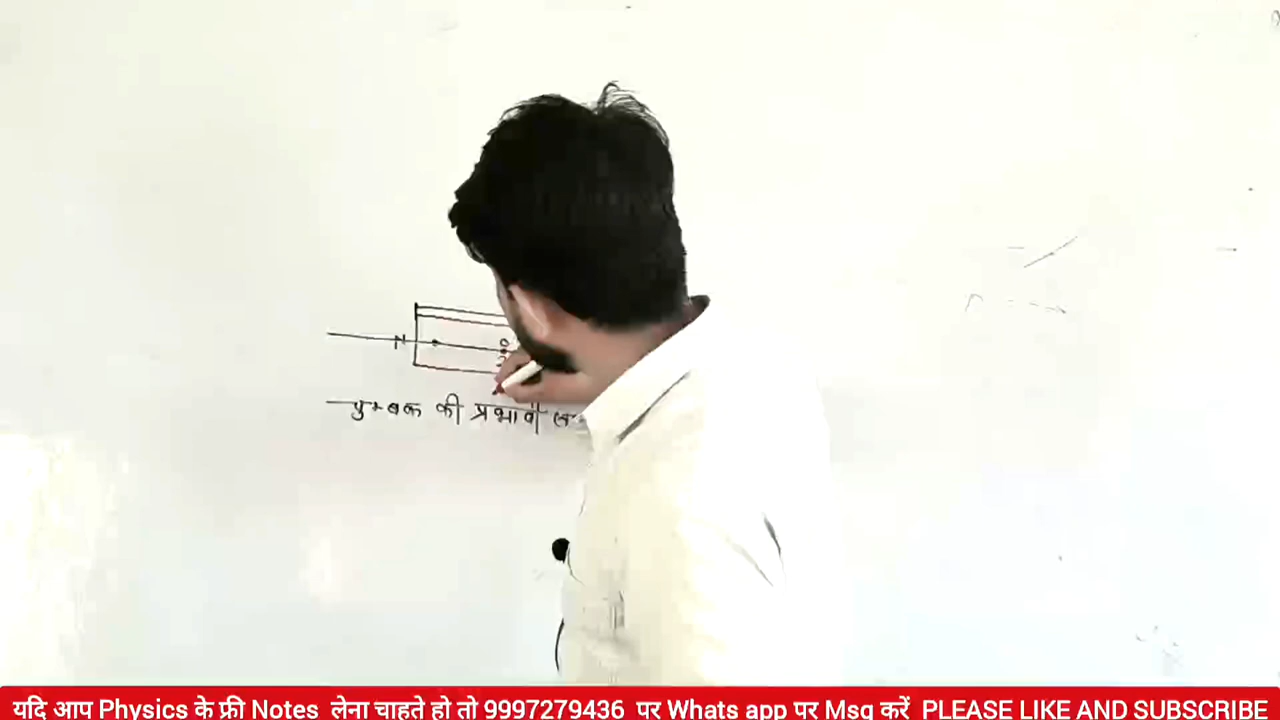 N
चुम्बक की प्रभावी
यदि आप Physics के फ्री Notes लेना चाहते हो तो 9997279436 पर Whats app पर Msg करें PLEASE LIKE AND SUBSCRIBE